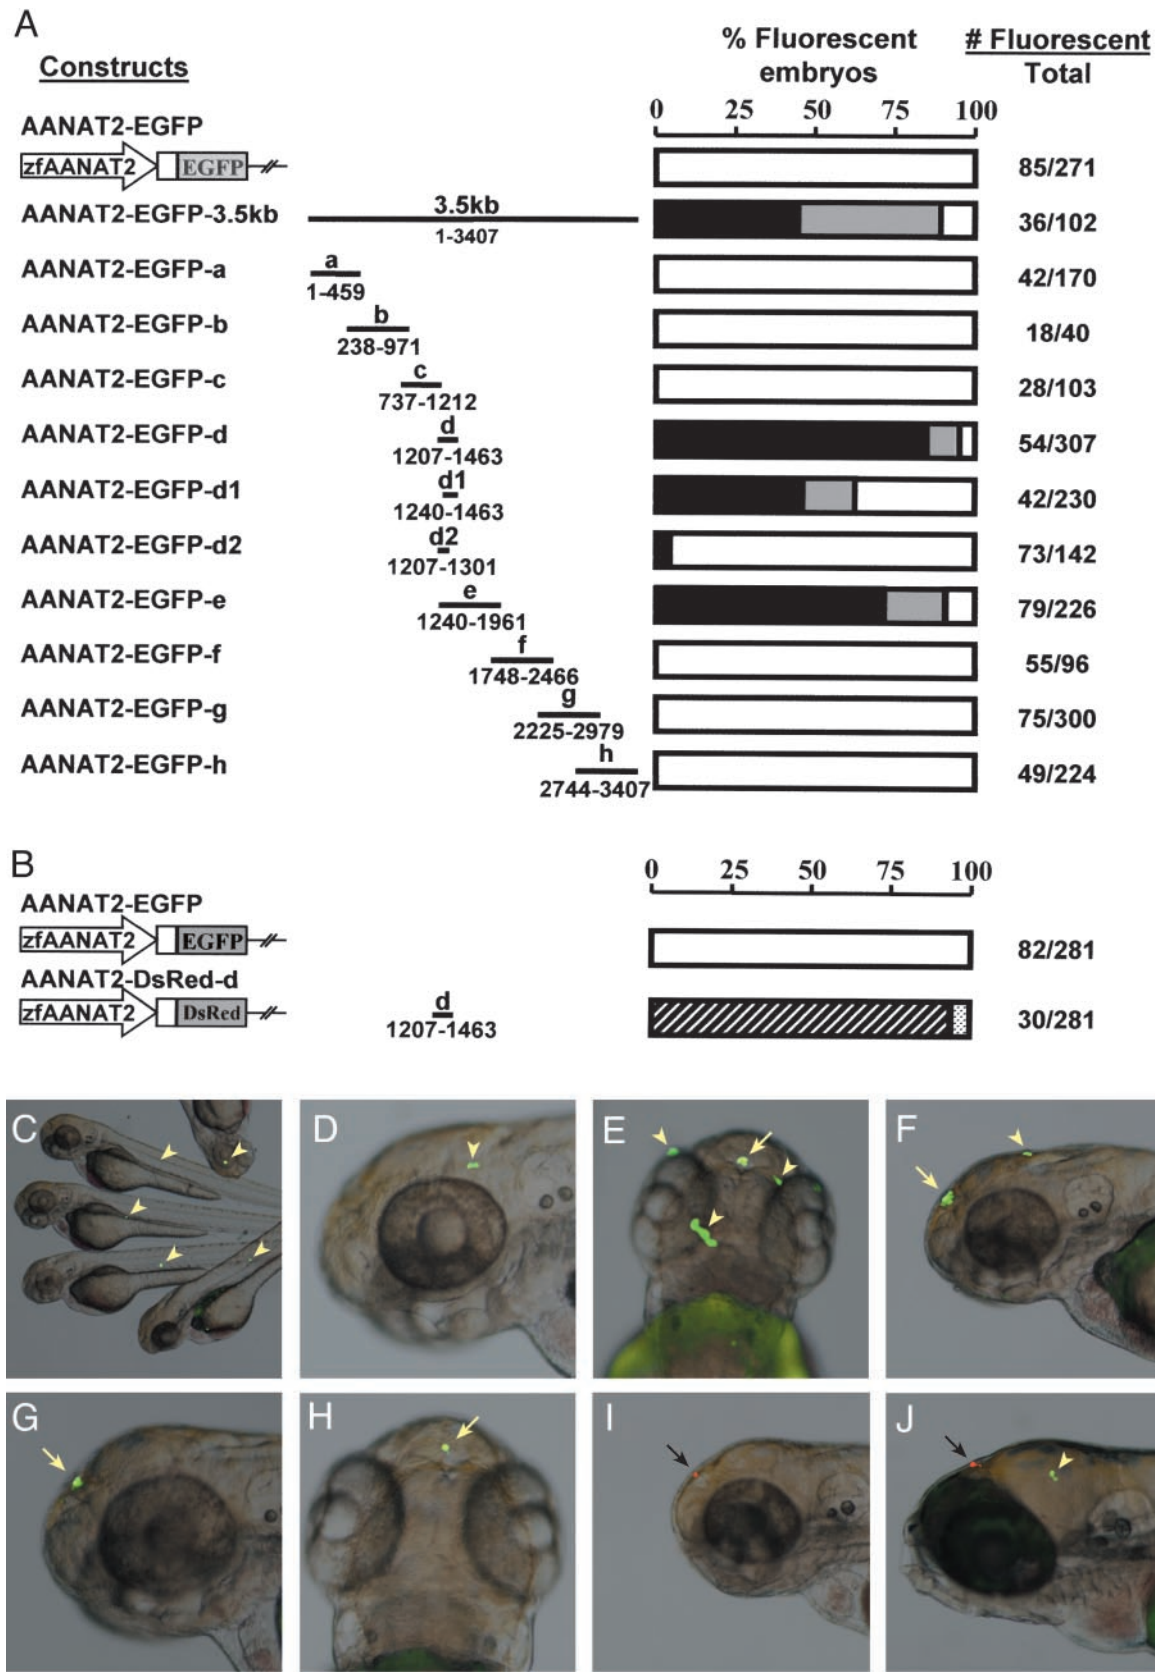 A
Constructs
% Fluorescent
embryos
# Fluorescent
Total
0 25 50 75 100
AANAT2-EGFP
zfAANAT2 EGFP
85/271
AANAT2-EGFP-3.5kb
3.5kb
1-3407
36/102
AANAT2-EGFP-a
a
1-459
42/170
AANAT2-EGFP-b
b
238-971
18/40
AANAT2-EGFP-c
c
737-1212
28/103
AANAT2-EGFP-d
d
1207-1463
54/307
AANAT2-EGFP-d1
d1
1240-1463
42/230
AANAT2-EGFP-d2
d2
1207-1301
73/142
AANAT2-EGFP-e
e
1240-1961
79/226
AANAT2-EGFP-f
f
1748-2466
55/96
AANAT2-EGFP-g
g
2225-2979
75/300
AANAT2-EGFP-h
h
2744-3407
49/224
B
0 25 50 75 100
AANAT2-EGFP
zfAANAT2 EGFP
82/281
AANAT2-DsRed-d
zfAANAT2 DsRed
d
1207-1463
30/281
C D E F
G H I J